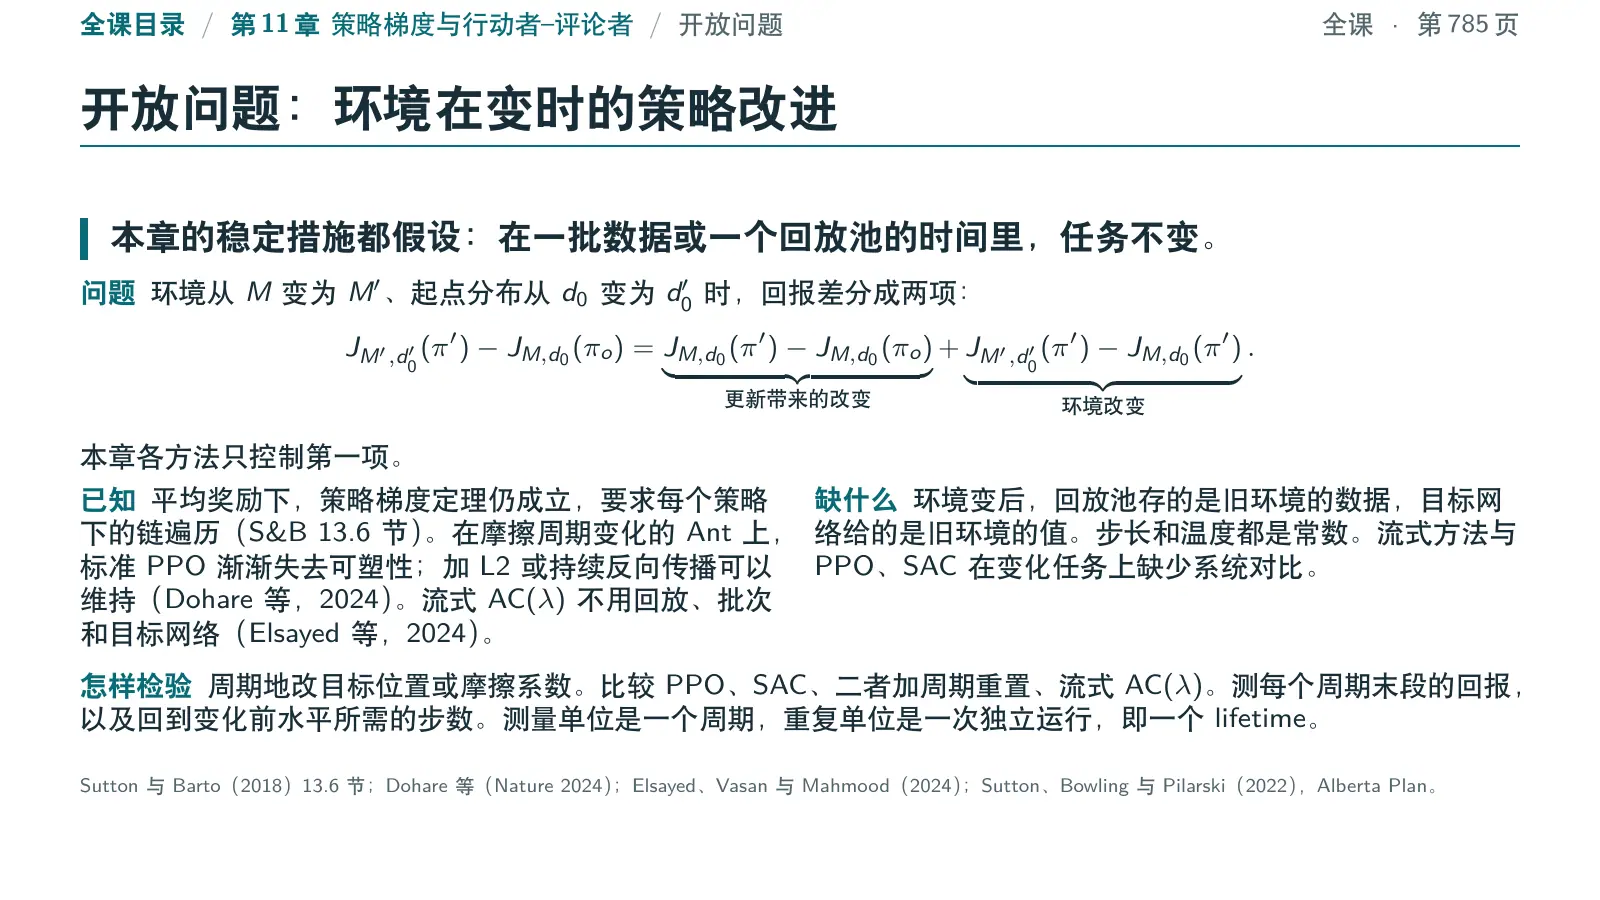 全课目录 / 第 11 章 策略梯度与行动者–评论者 / 开放问题
全课 · 第 785 页
开放问题：环境在变时的策略改进
本章的稳定措施都假设：在一批数据或一个回放池的时间里，任务不变。
问题 环境从 M 变为 M′、起点分布从 d₀ 变为 d₀′ 时，回报差分成两项：
J_{M′,d₀′}(π′) − J_{M,d₀}(πₒ) = J_{M,d₀}(π′) − J_{M,d₀}(πₒ) + J_{M′,d₀′}(π′) − J_{M,d₀}(π′) .
更新带来的改变
环境改变
本章各方法只控制第一项。
已知 平均奖励下，策略梯度定理仍成立，要求每个策略
下的链遍历（S&B 13.6 节）。在摩擦周期变化的 Ant 上，
标准 PPO 渐渐失去可塑性；加 L2 或持续反向传播可以
维持（Dohare 等，2024）。流式 AC(λ) 不用回放、批次
和目标网络（Elsayed 等，2024）。
缺什么 环境变后，回放池存的是旧环境的数据，目标网
络给的是旧环境的值。步长和温度都是常数。流式方法与
PPO、SAC 在变化任务上缺少系统对比。
怎样检验 周期地改目标位置或摩擦系数。比较 PPO、SAC、二者加周期重置、流式 AC(λ)。测每个周期末段的回报，
以及回到变化前水平所需的步数。测量单位是一个周期，重复单位是一次独立运行，即一个 lifetime。
Sutton 与 Barto（2018）13.6 节；Dohare 等（Nature 2024）；Elsayed、Vasan 与 Mahmood（2024）；Sutton、Bowling 与 Pilarski（2022），Alberta Plan。